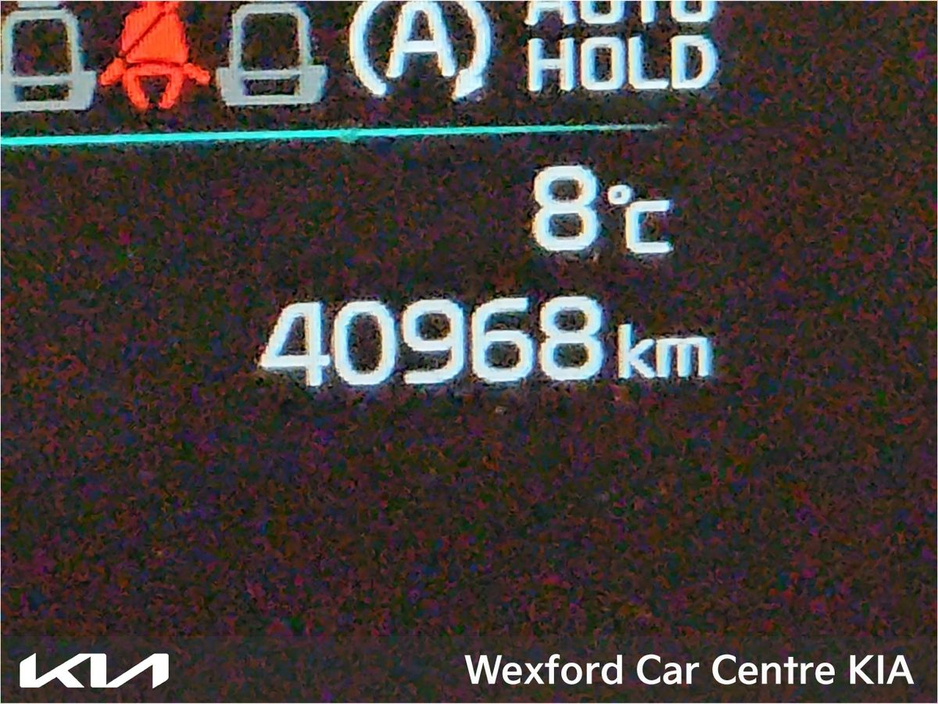 A AUTO
HOLD
8°C
40968 km
KIA Wexford Car Centre KIA